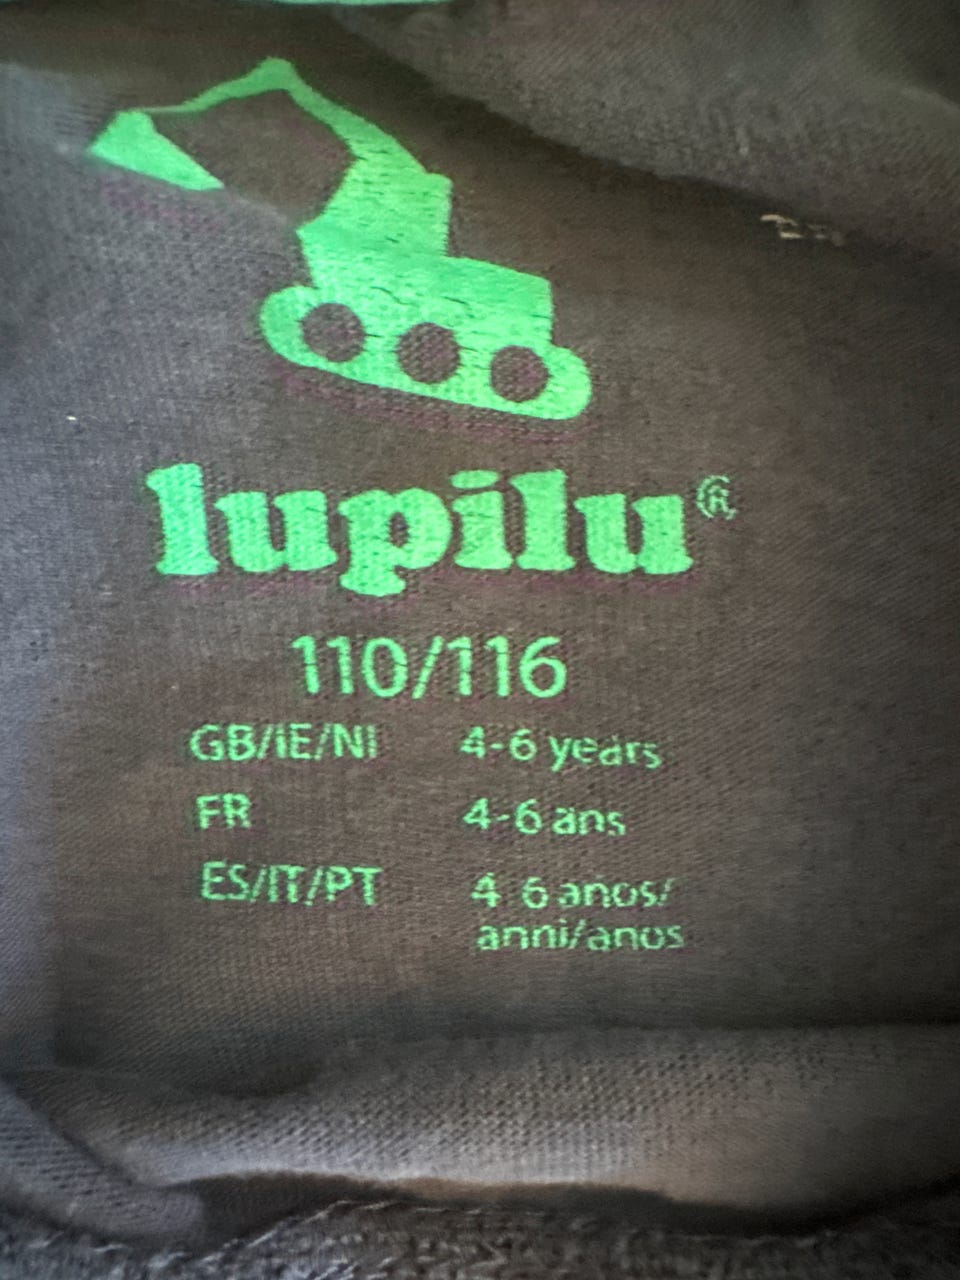 lupilu®
110/116
GB/IE/NI 4-6 years
FR 4-6 ans
ES/IT/PT 4-6 años/
anni/anos